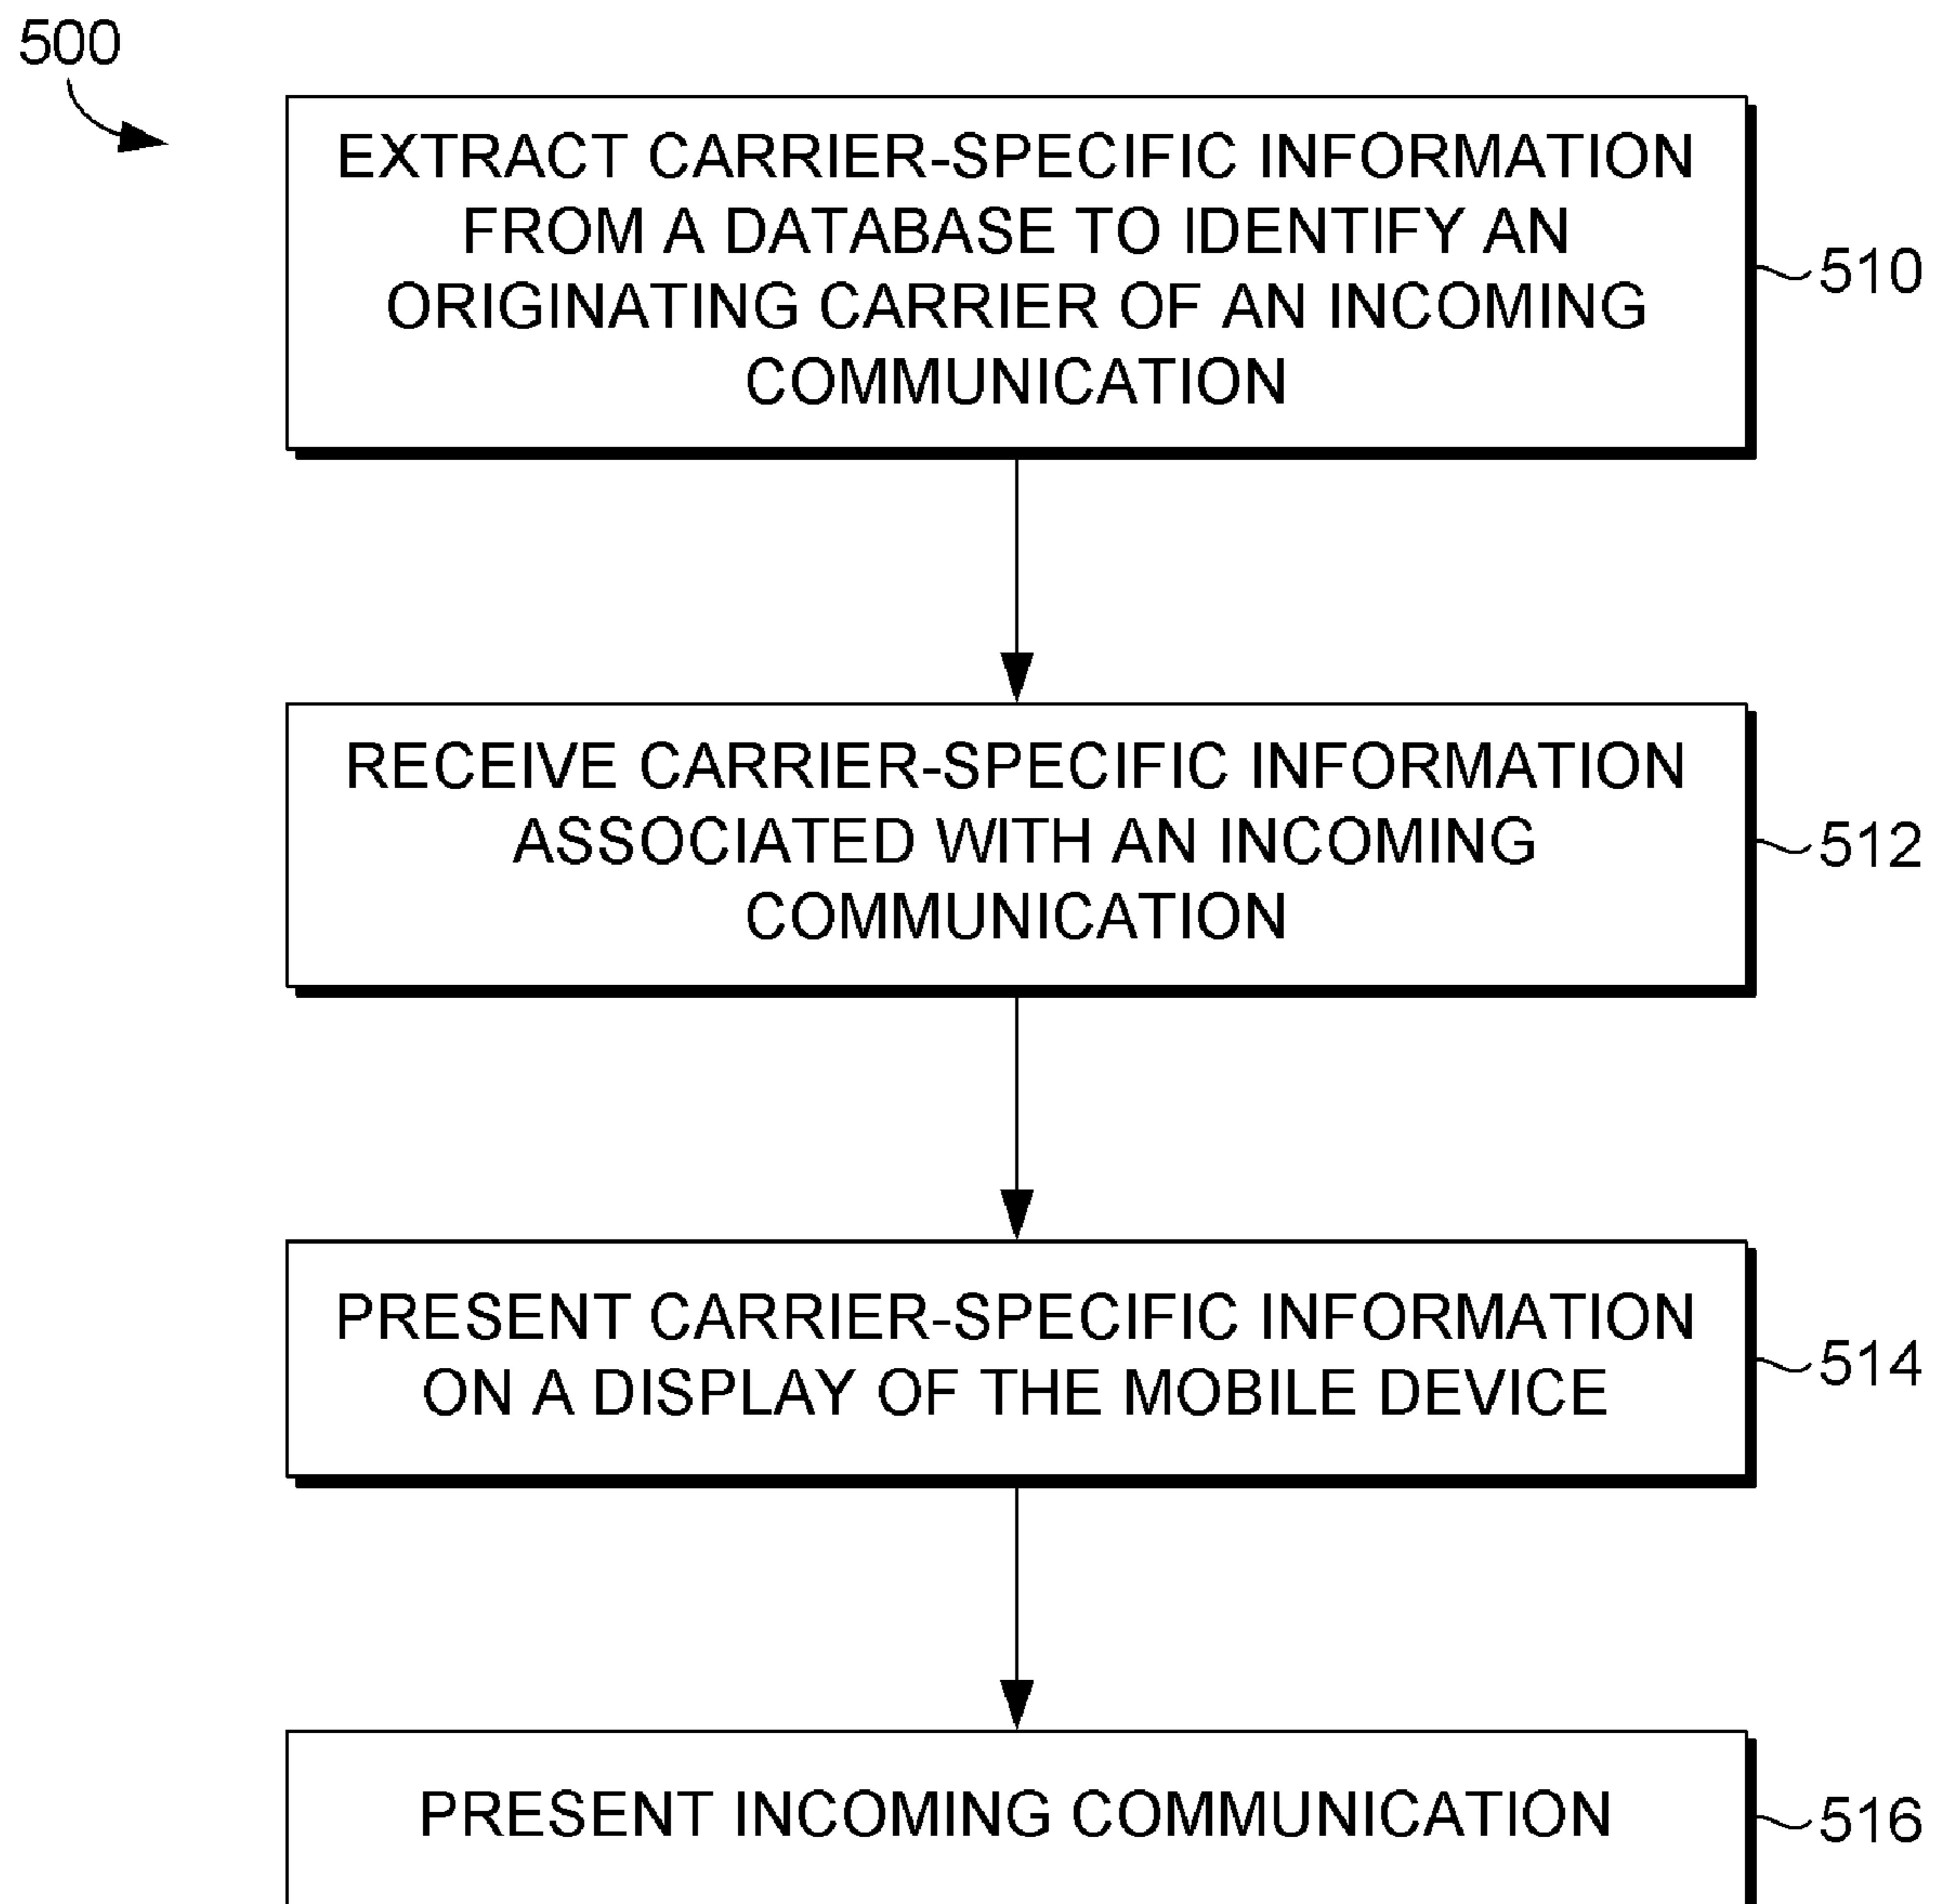 500
EXTRACT CARRIER-SPECIFIC INFORMATION
FROM A DATABASE TO IDENTIFY AN
ORIGINATING CARRIER OF AN INCOMING
COMMUNICATION
510
RECEIVE CARRIER-SPECIFIC INFORMATION
ASSOCIATED WITH AN INCOMING
COMMUNICATION
512
PRESENT CARRIER-SPECIFIC INFORMATION
ON A DISPLAY OF THE MOBILE DEVICE
514
PRESENT INCOMING COMMUNICATION
516